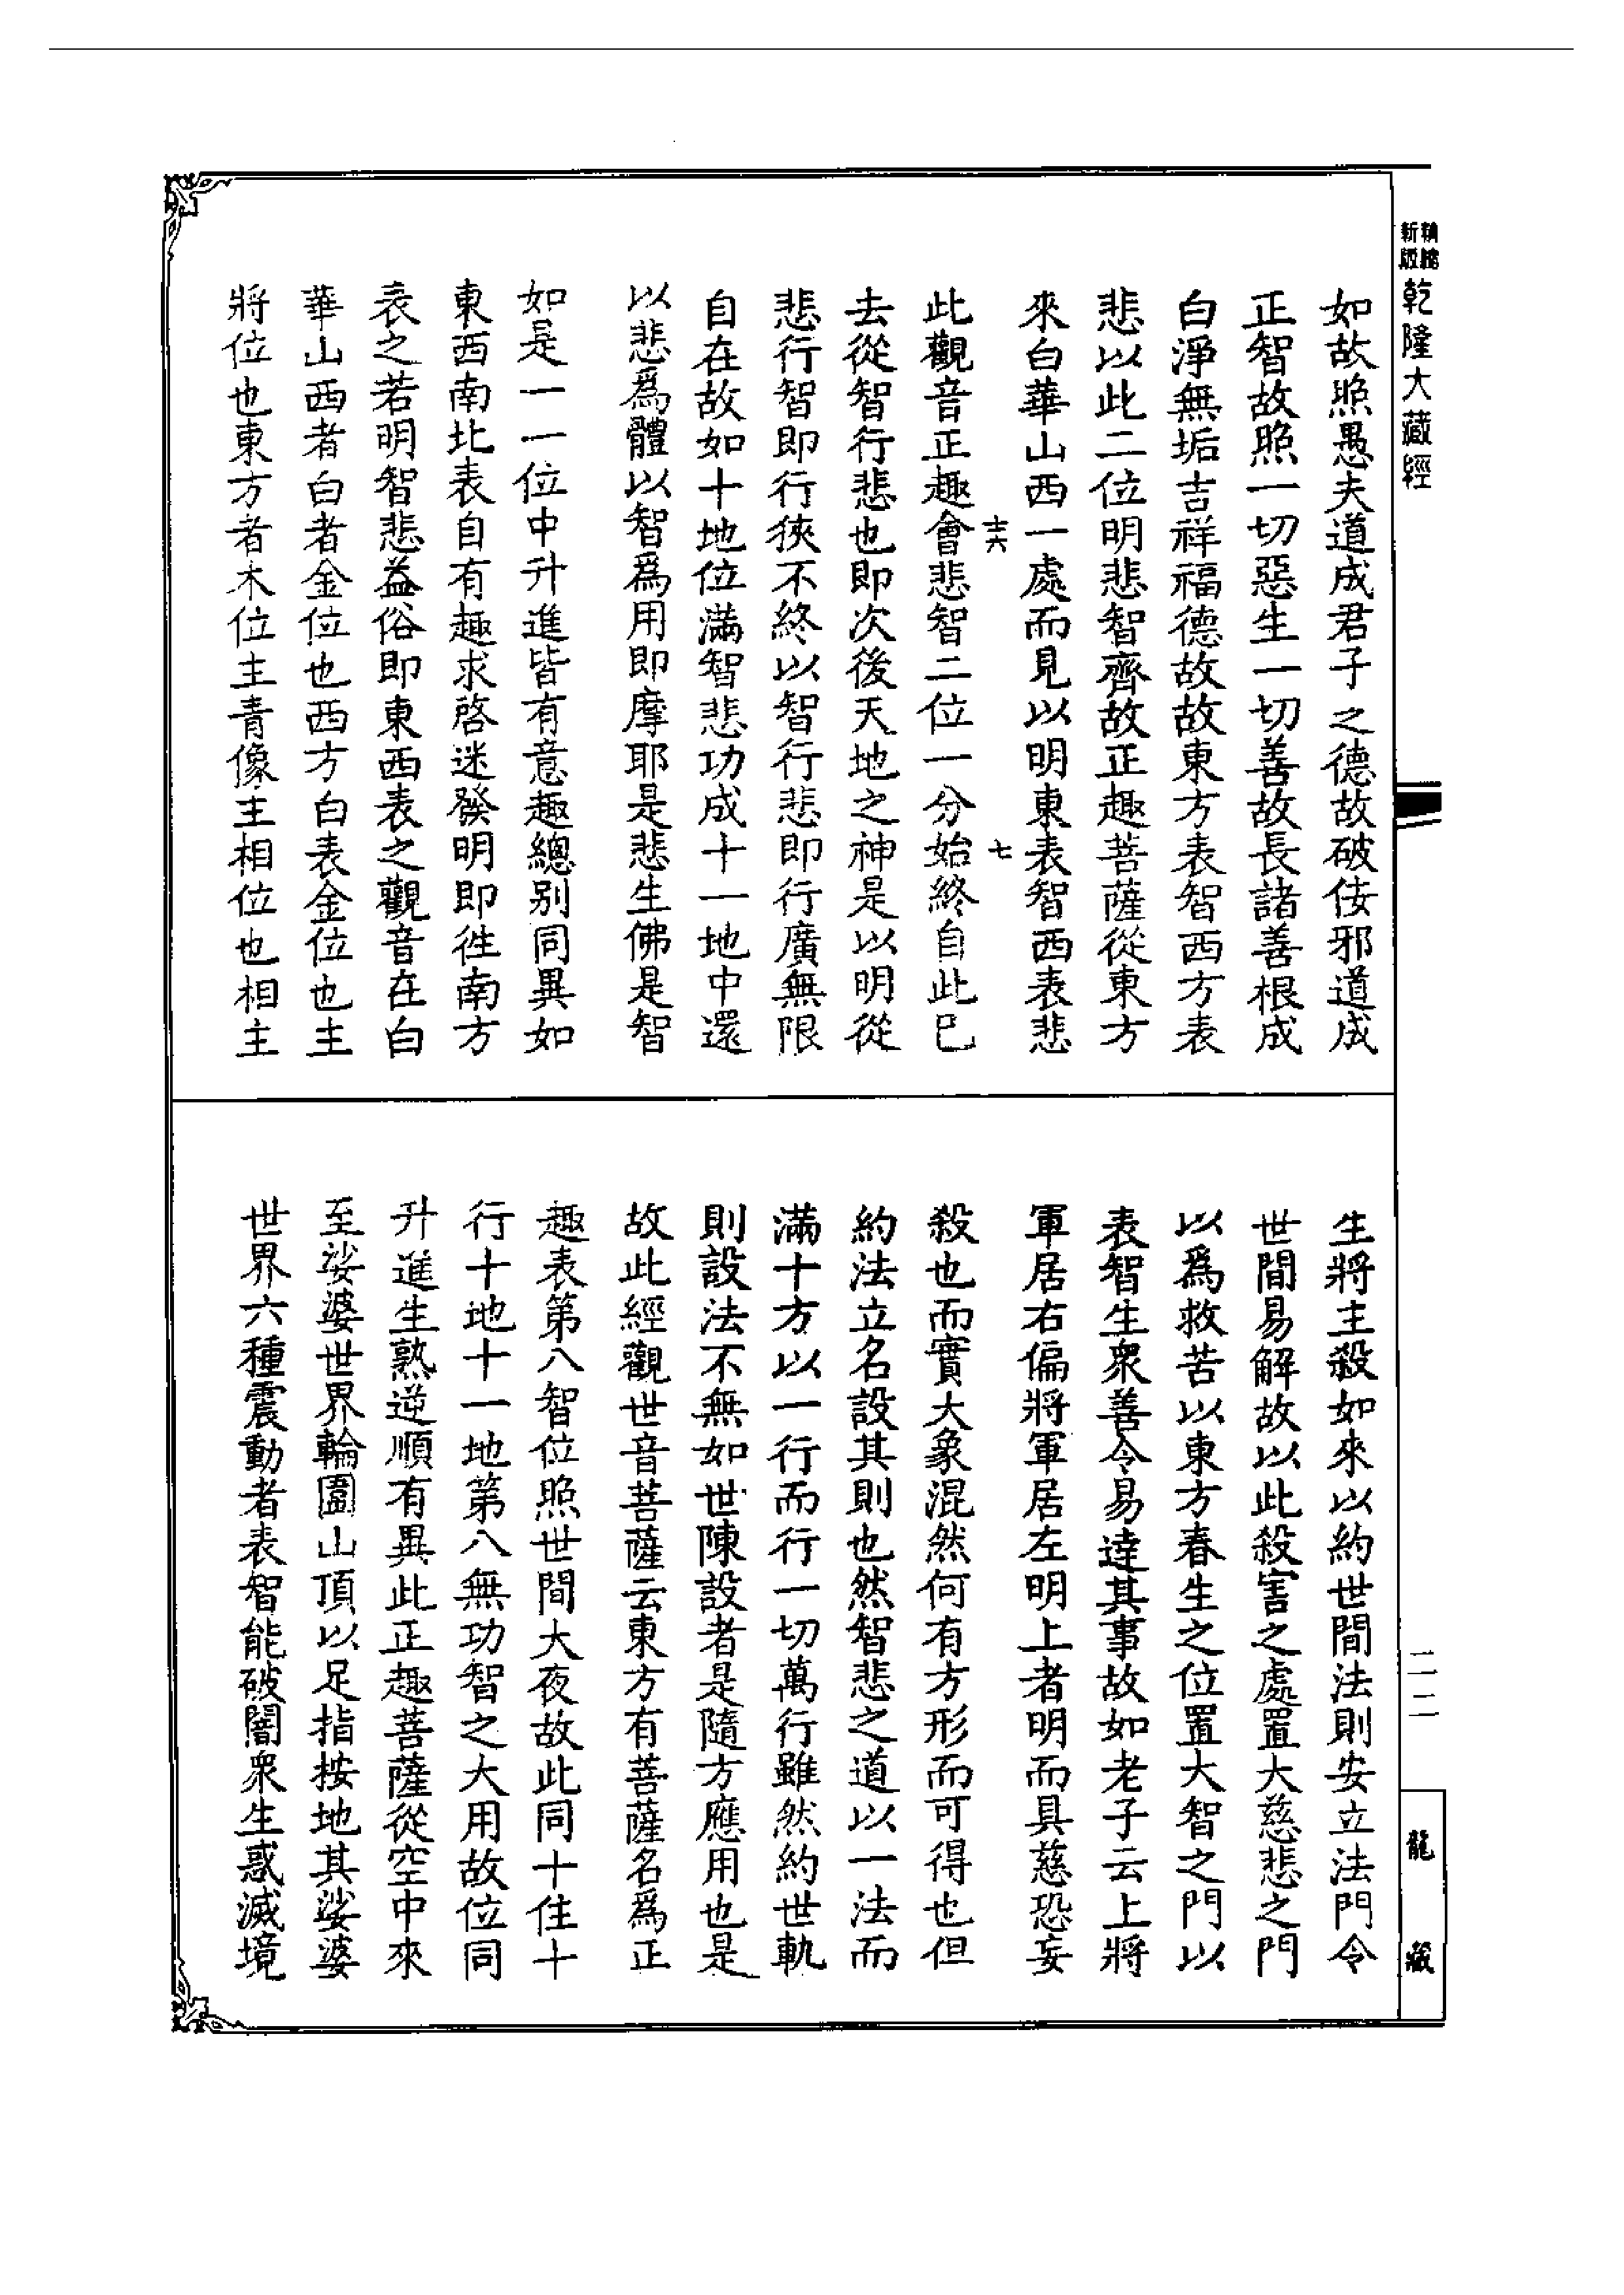 新版
精縮
乾隆大藏經
如故照愚夫道成君子之德故破佞邪道成
正智故照一切惡生一切善故長諸善根成
白淨無垢吉祥福德故故東方表智西方表
悲以此二位明悲智齊故正趣菩薩從東方
來白華山西一處而見以明東表智西表悲
七
此觀音正趣會悲智二位一分始終自此已
去從智行悲也即次後天地之神是以明從
悲行智即行狹不終以智行悲即行廣無限
自在故如十地位滿智悲功成十一地中還
以悲爲體以智爲用即摩耶是悲生佛是智
如是一一位中升進皆有意趣總別同異如
東西南北表自有趣求啓迷發明即徃南方
表之若明智悲益俗即東西表之觀音在白
華山西者白者金位也西方白表金位也主
將位也東方者木位主青像主相位也相主
生將主殺如來以約世間法則安立法門令
世間易解故以此殺害之處置大慈悲之門
以爲救苦以東方春生之位置大智之門以
表智生衆善令易達其事故如老子云上將
軍居右偏將軍居左明上者明而具慈恐妄
殺也而實大象混然何有方形而可得也但
約法立名設其則也然智悲之道以一法而
滿十方以一行而行一切萬行雖然約世軌
則設法不無如世陳設者是隨方應用也是
故此經觀世音菩薩云東方有菩薩名爲正
趣表第八智位照世間大夜故此同十住十
行十地十一地第八無功智之大用故位同
升進生熟逆順有異此正趣菩薩從空中來
至娑婆世界輪圍山頂以足指按地其娑婆
世界六種震動者表智能破闇衆生惑滅境
二二
龍藏